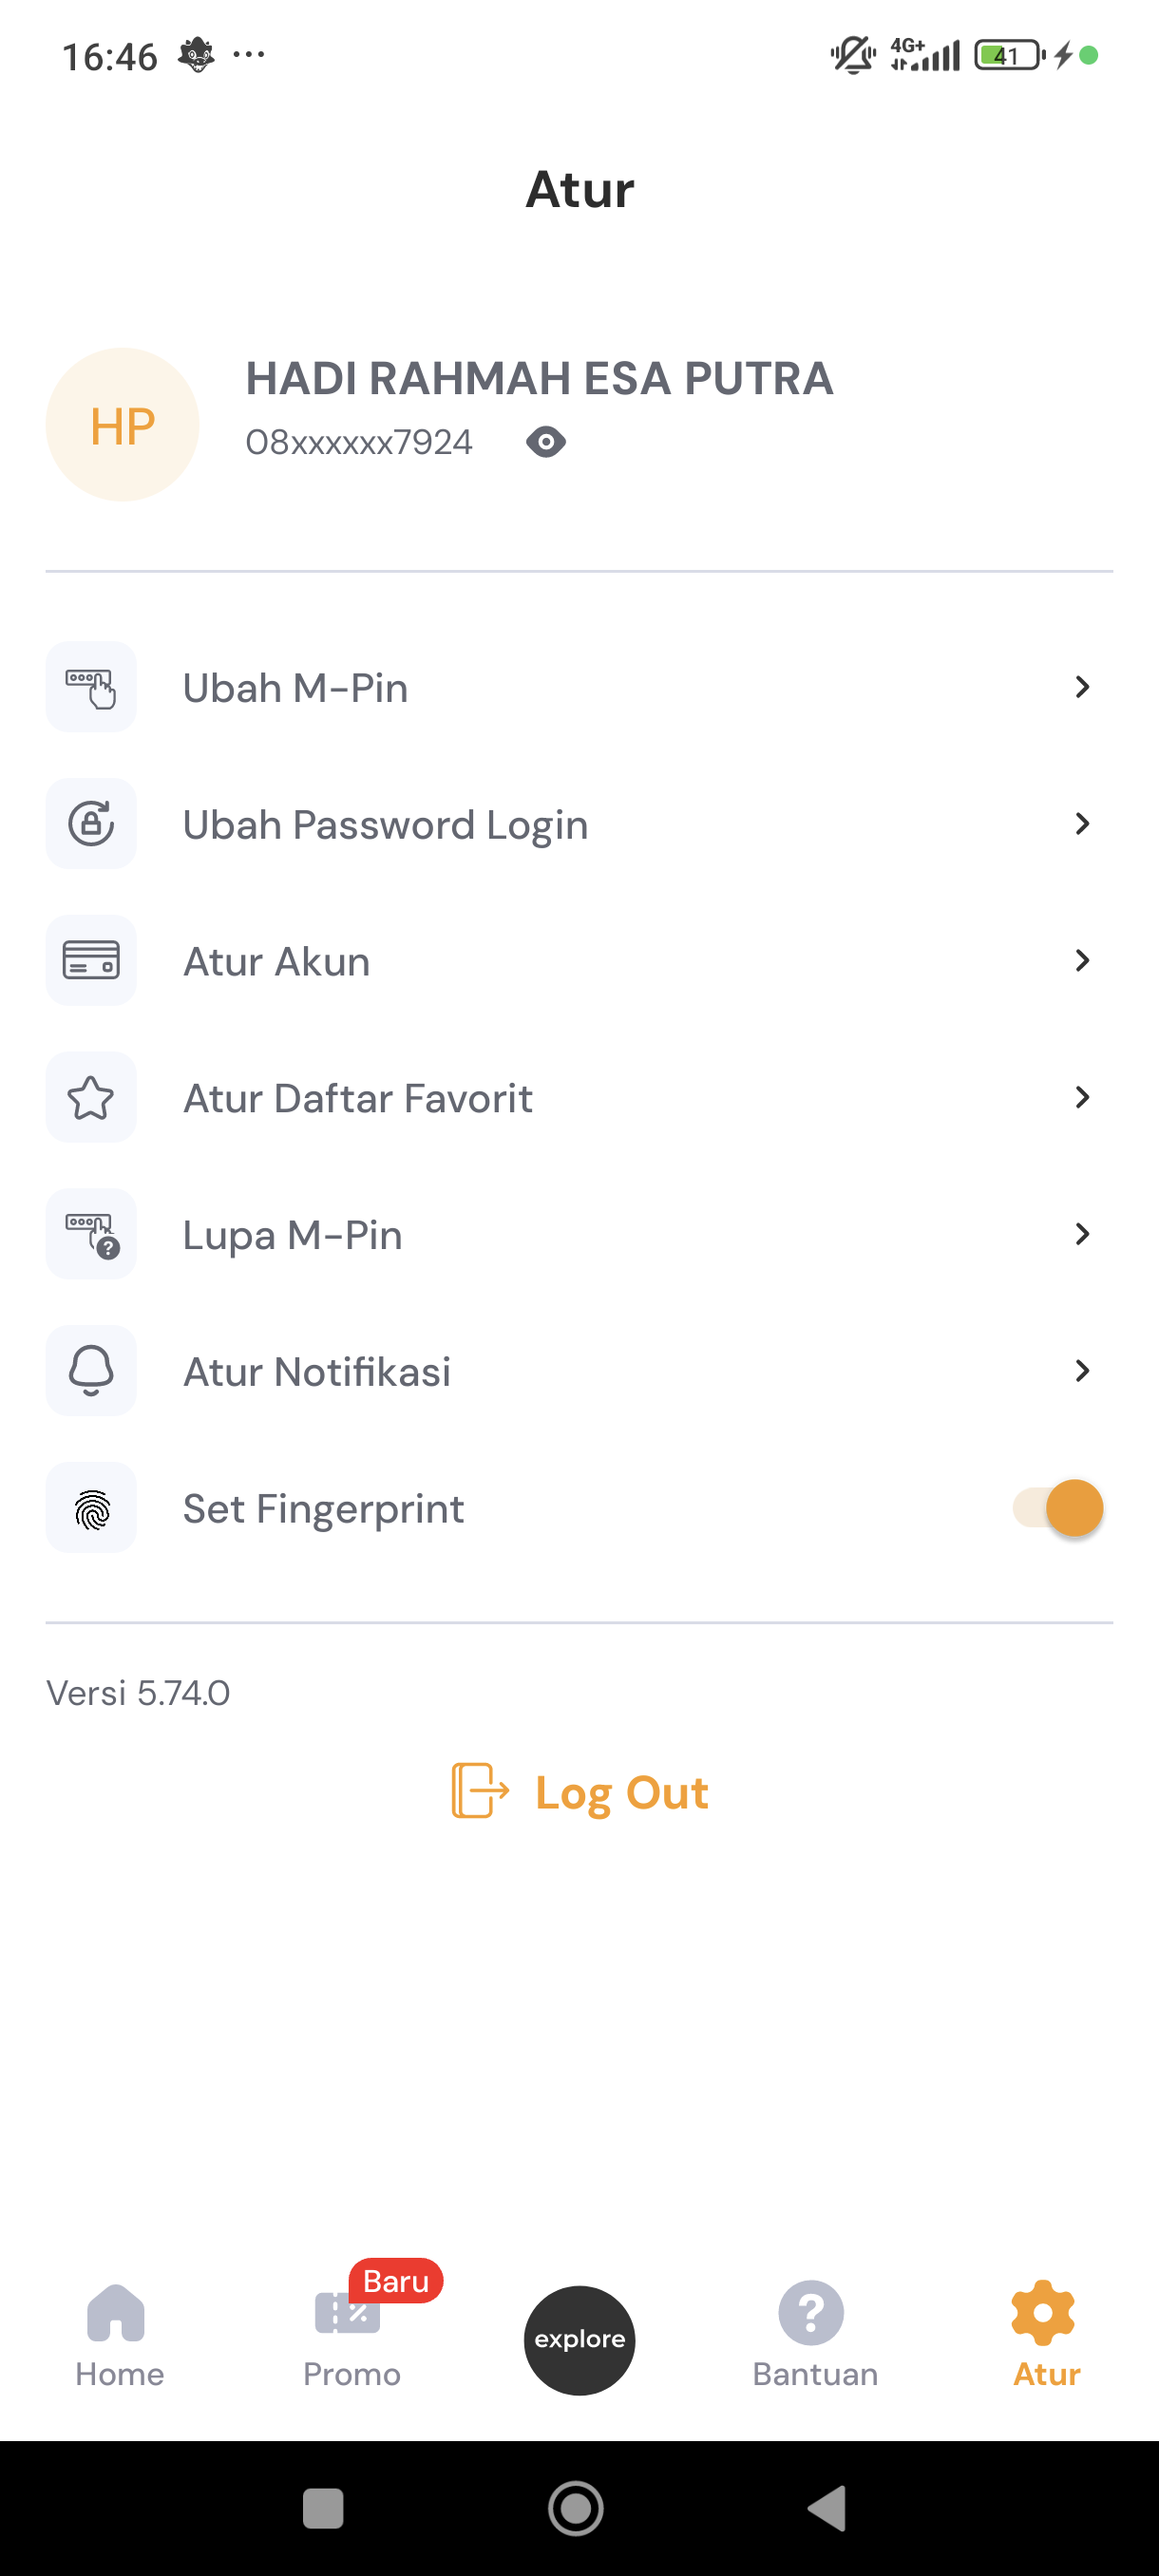 16:46
4G+
41
Atur
HP
HADI RAHMAH ESA PUTRA
08xxxxxx7924
Ubah M-Pin
Ubah Password Login
Atur Akun
Atur Daftar Favorit
Lupa M-Pin
Atur Notifikasi
Set Fingerprint
Versi 5.74.0
Log Out
Baru
explore
Home
Promo
Bantuan
Atur